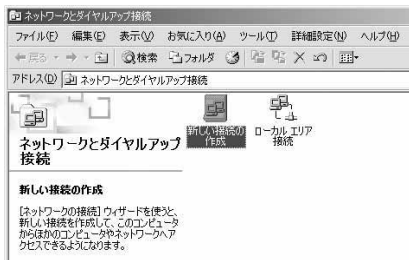 ネットワークとダイヤルアップ接続
ファイル(F) 編集(E) 表示(V) お気に入り(A) ツール(T) 詳細設定(N) ヘルプ(H)
戻る 検索 フォルダ
アドレス(D) ネットワークとダイヤルアップ接続
ネットワークとダイヤルアップ
接続
新しい接続の
作成
ローカル エリア
接続
新しい接続の作成
[ネットワークの接続] ウィザードを使うと、
新しい接続を作成して、このコンピュータ
からほかのコンピュータやネットワークへア
クセスできるようになります。